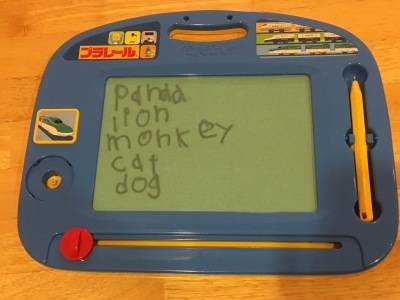 プラレール
panda
lion
monkey
cat
dog